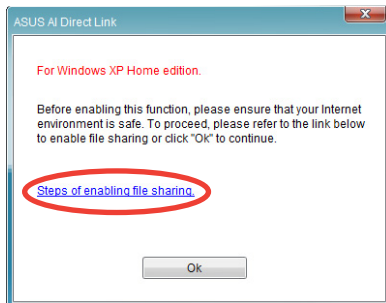 ASUS AI Direct Link
For Windows XP Home edition.
Before enabling this function, please ensure that your Internet
environment is safe. To proceed, please refer to the link below
to enable file sharing or click "Ok" to continue.
Steps of enabling file sharing.
Ok